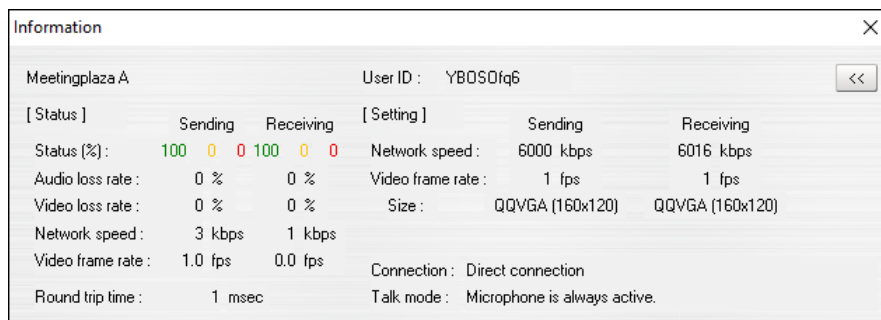 Information
Meetingplaza A User ID : YBOSOfq6 <<
[ Status ] Sending Receiving [ Setting ] Sending Receiving
Status (%) : 100 0 0 100 0 0 Network speed : 6000 kbps 6016 kbps
Audio loss rate : 0 % 0 % Video frame rate : 1 fps 1 fps
Video loss rate : 0 % 0 % Size : QQVGA (160x120) QQVGA (160x120)
Network speed : 3 kbps 1 kbps
Video frame rate : 1.0 fps 0.0 fps Connection : Direct connection
Round trip time : 1 msec Talk mode : Microphone is always active.